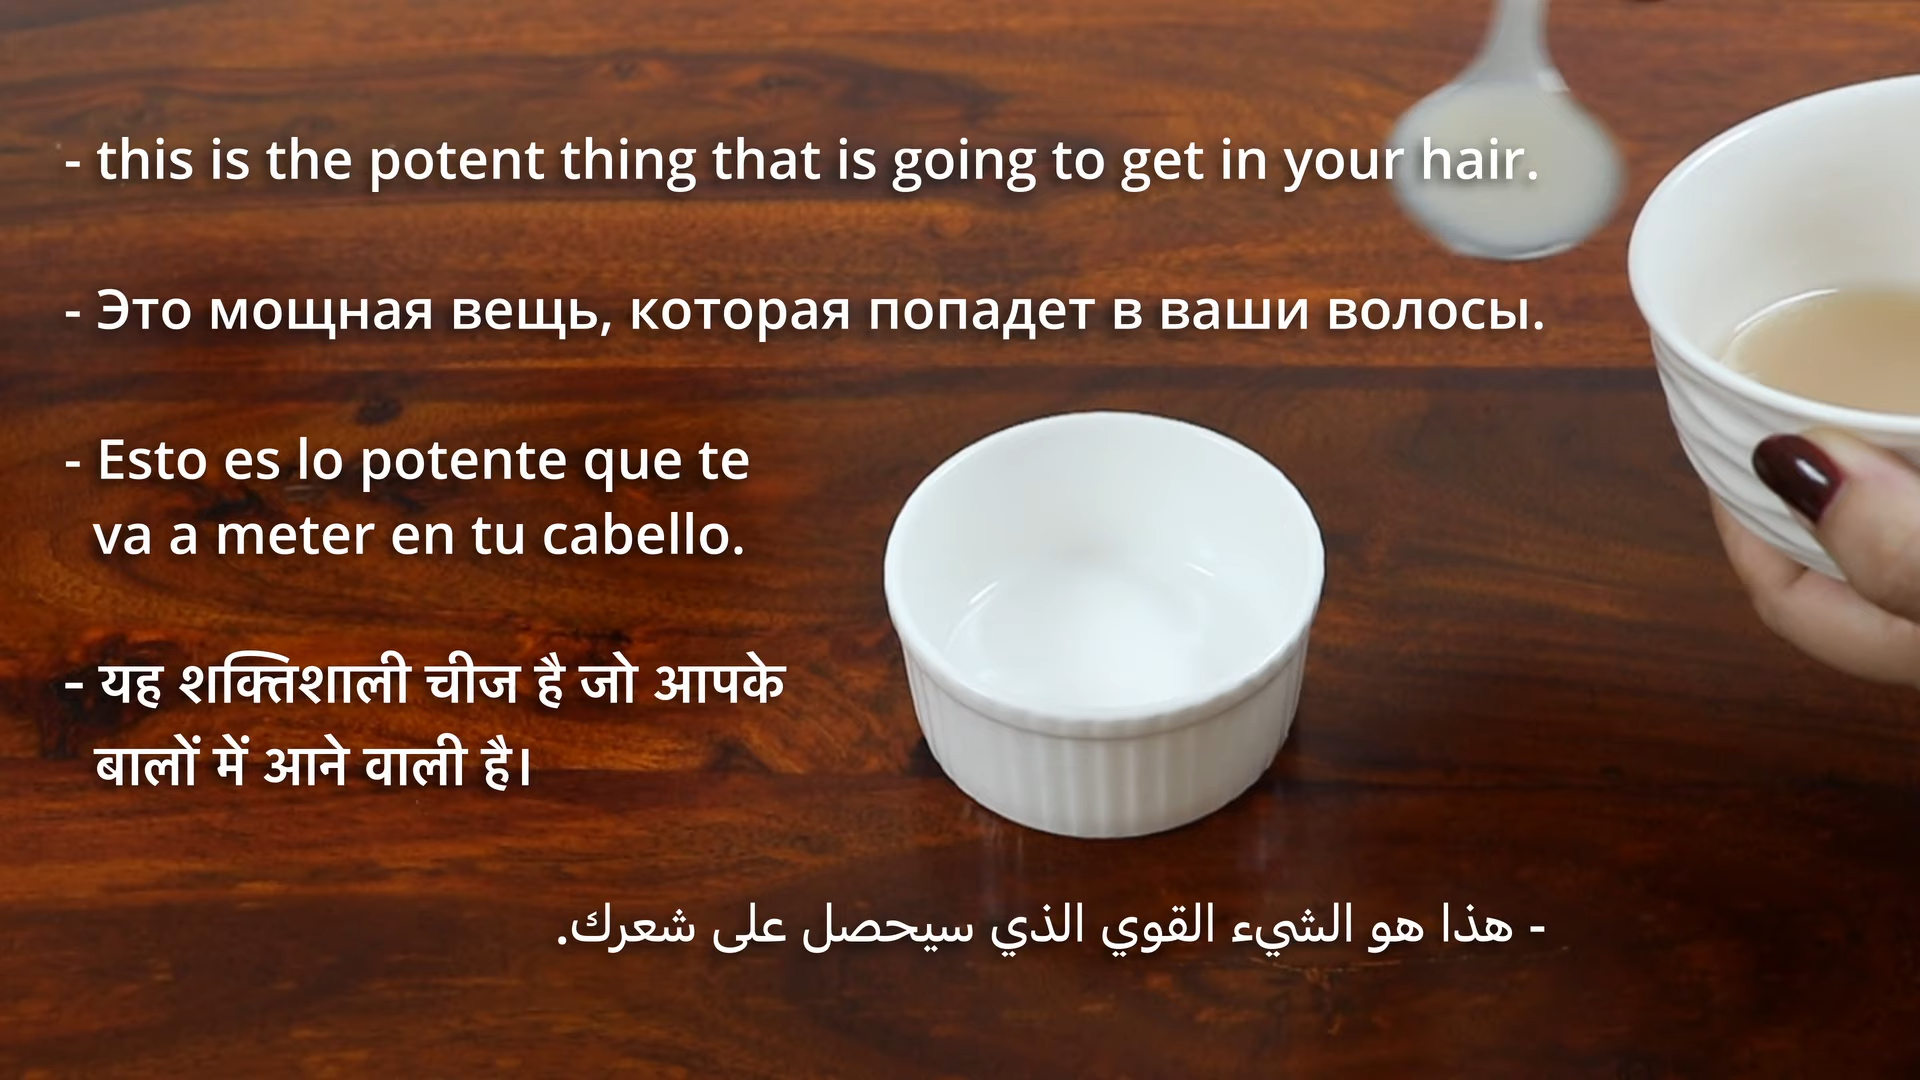 - this is the potent thing that is going to get in your hair.
- Это мощная вещь, которая попадет в ваши волосы.
- Esto es lo potente que te
va a meter en tu cabello.
- यह शक्तिशाली चीज है जो आपके
बालों में आने वाली है।
- هذا هو الشيء القوي الذي سيحصل على شعرك.